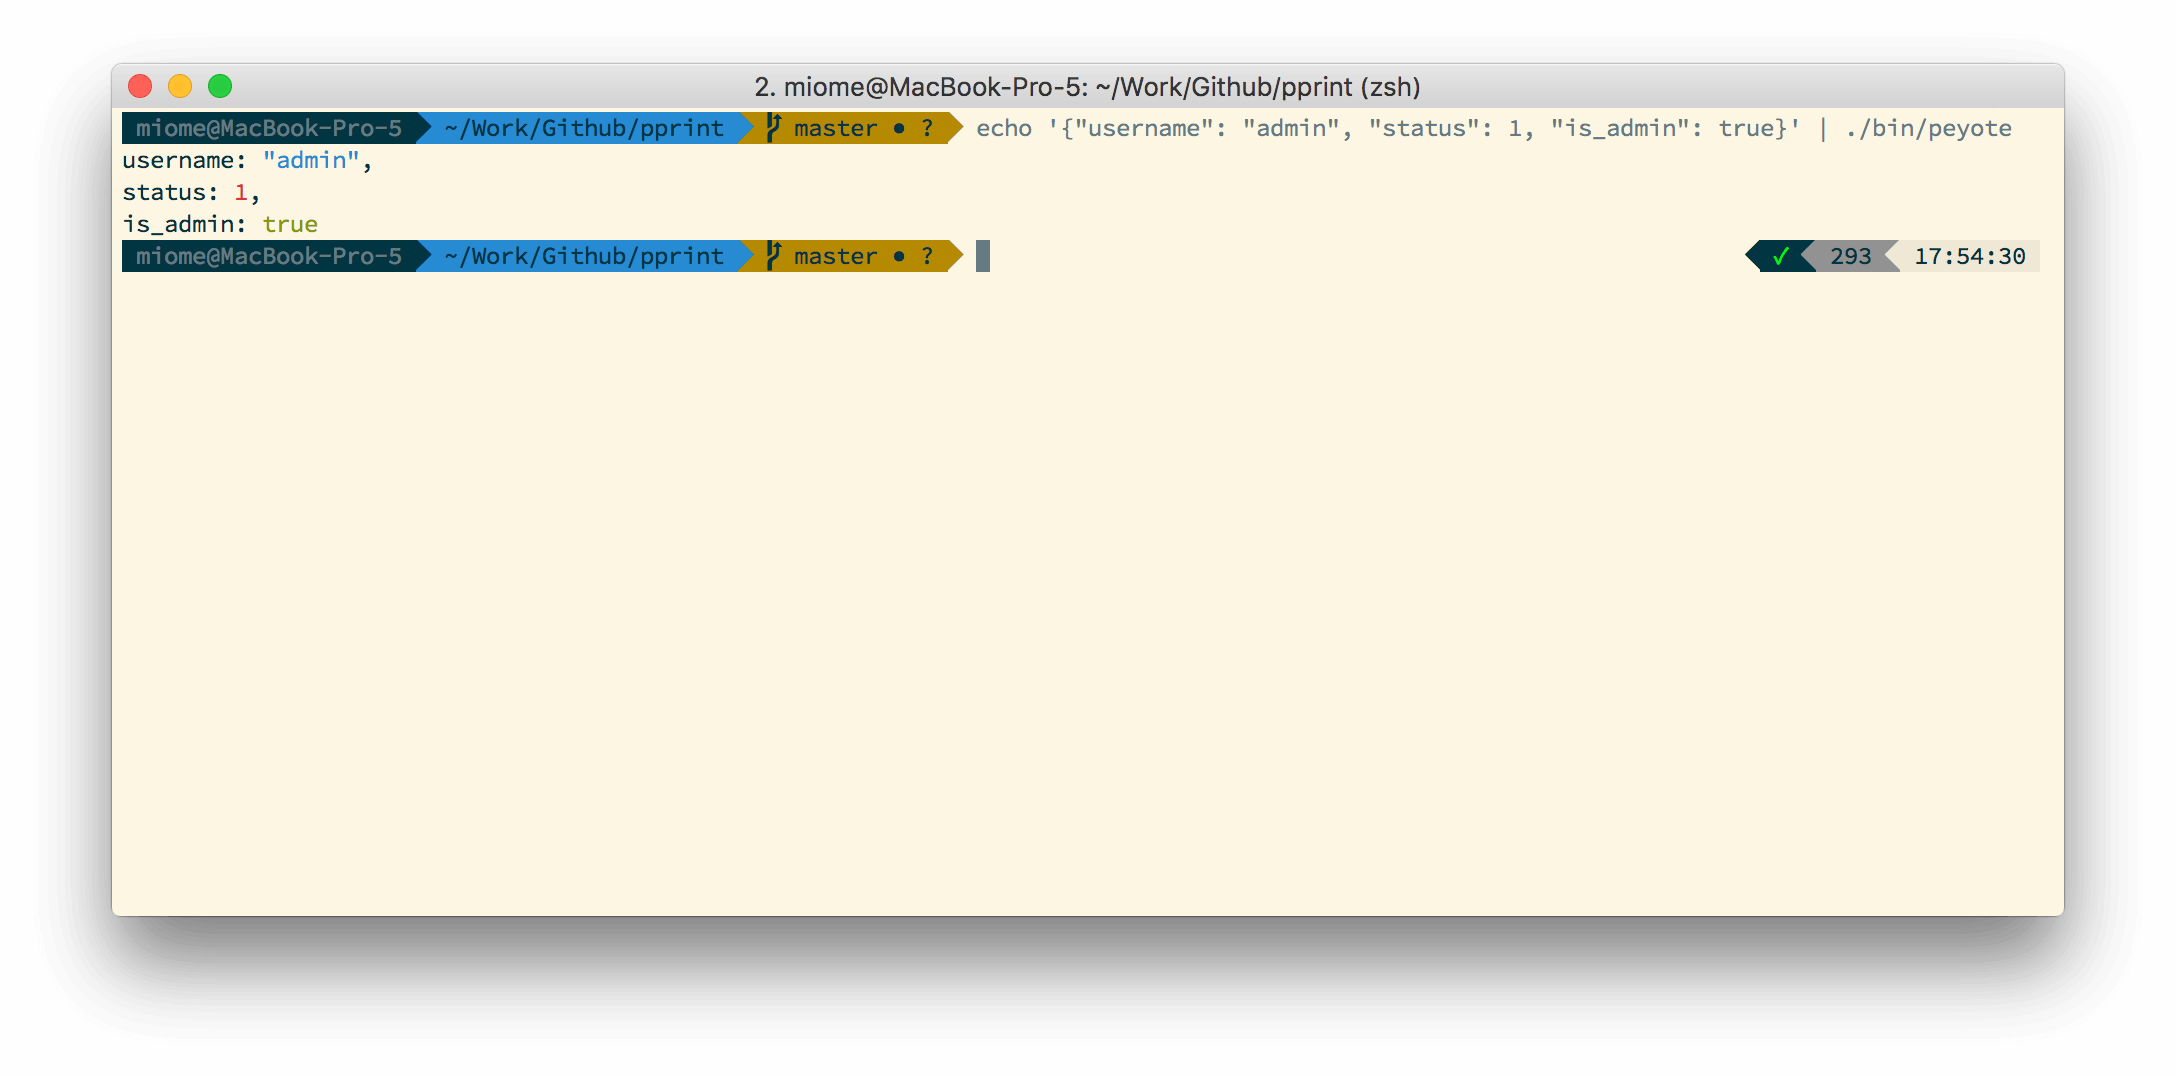 2. miome@MacBook-Pro-5: ~/Work/Github/pprint (zsh)
miome@MacBook-Pro-5 ~/Work/Github/pprint master ● ? echo '{"username": "admin", "status": 1, "is_admin": true}' | ./bin/peyote
username: "admin",
status: 1,
is_admin: true
miome@MacBook-Pro-5 ~/Work/Github/pprint master ● ? ✓ 293 17:54:30